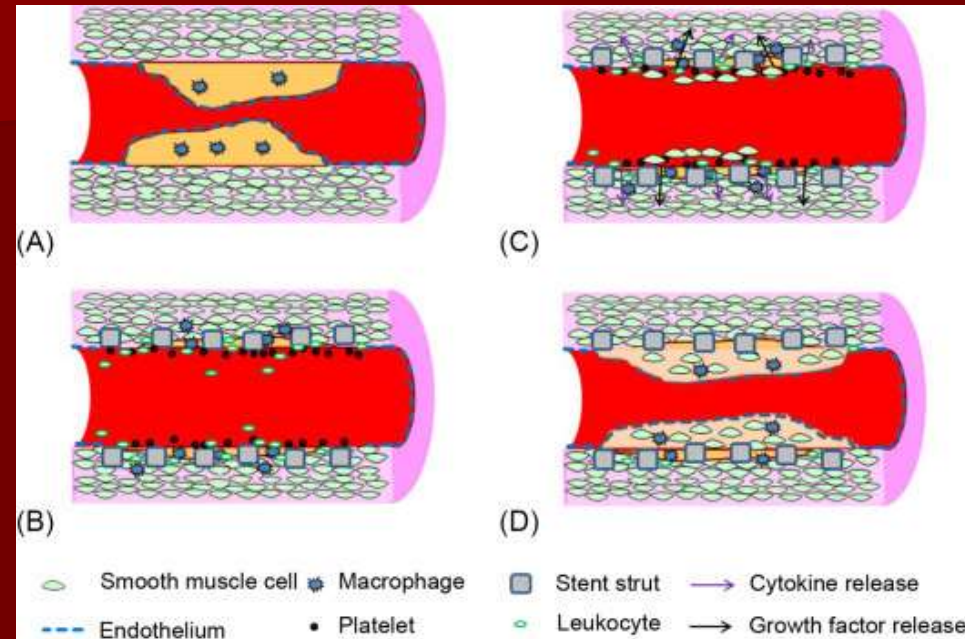 (A)
(C)
(B)
(D)
Smooth muscle cell
Macrophage
Stent strut
Cytokine release
Endothelium
Platelet
Leukocyte
Growth factor release